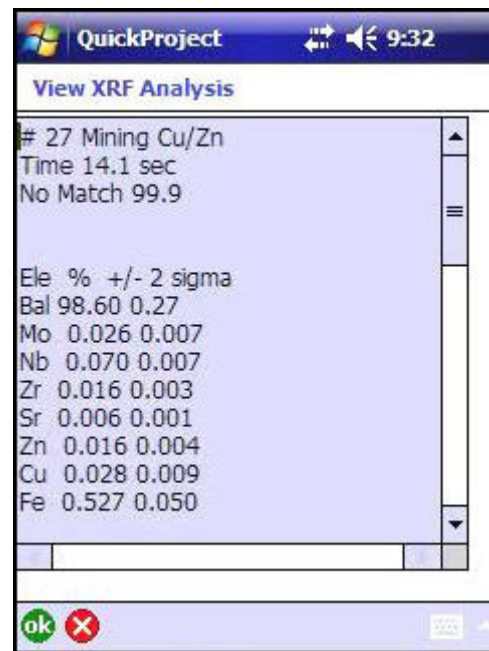 QuickProject 9:32
View XRF Analysis
# 27 Mining Cu/Zn
Time 14.1 sec
No Match 99.9
Ele % +/- 2 sigma
Bal 98.60 0.27
Mo 0.026 0.007
Nb 0.070 0.007
Zr 0.016 0.003
Sr 0.006 0.001
Zn 0.016 0.004
Cu 0.028 0.009
Fe 0.527 0.050
ok